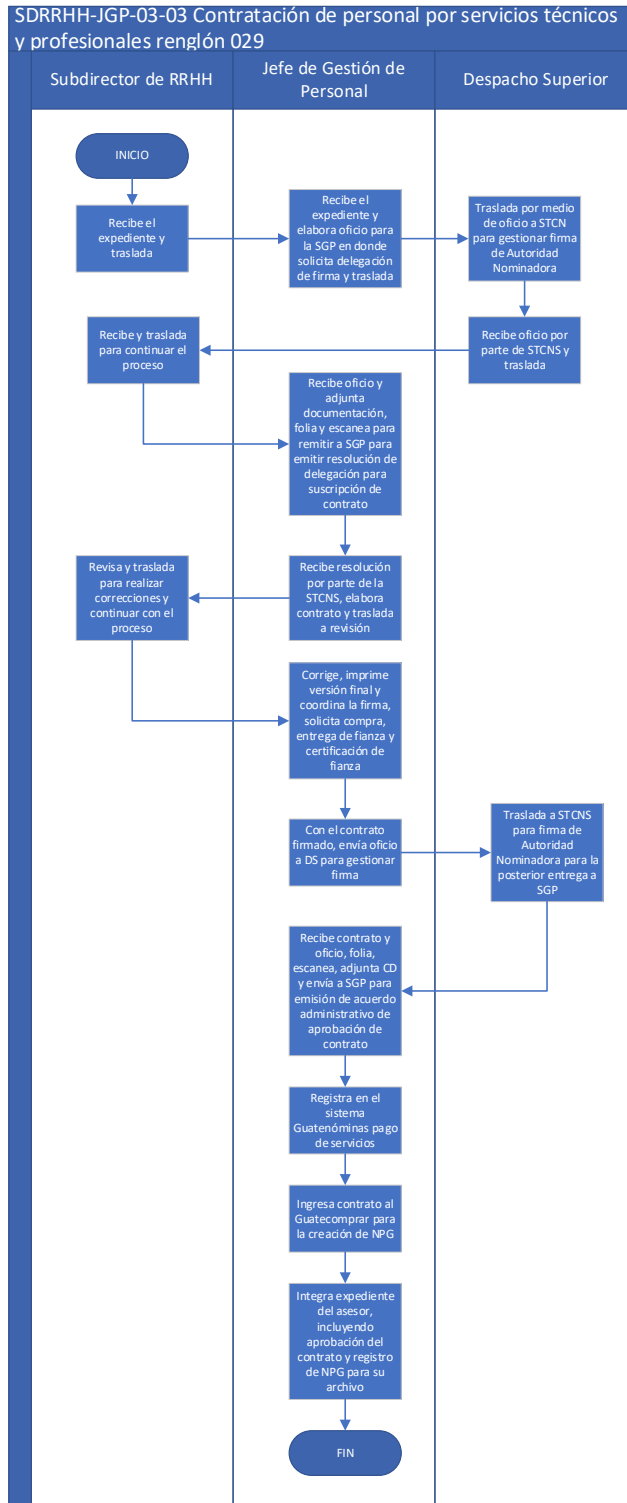 SDRRHH-JGP-03-03 Contratación de personal por servicios técnicos
y profesionales renglón 029
Subdirector de RRHH
Jefe de Gestión de
Personal
Despacho Superior
INICIO
Recibe el
expediente y
traslada
Recibe el
expediente y
elabora oficio para
la SGP en donde
solicita delegación
de firma y traslada
Traslada por medio
de oficio a STCN
para gestionar firma
de Autoridad
Nominadora
Recibe oficio por
parte de STCNS y
traslada
Recibe y traslada
para continuar el
proceso
Recibe oficio y
adjunta
documentación,
folia y escanea para
remitir a SGP para
emitir resolución de
delegación para
suscripción de
contrato
Recibe resolución
por parte de la
STCNS, elabora
contrato y traslada
a revisión
Revisa y traslada
para realizar
correcciones y
continuar con el
proceso
Corrige, imprime
versión final y
coordina la firma,
solicita compra,
entrega de fianza y
certificación de
fianza
Con el contrato
firmado, envía oficio
a DS para gestionar
firma
Traslada a STCNS
para firma de
Autoridad
Nominadora para la
posterior entrega a
SGP
Recibe contrato y
oficio, folia,
escanea, adjunta CD
y envía a SGP para
emisión de acuerdo
administrativo de
aprobación de
contrato
Registra en el
sistema
Guatenóminas pago
de servicios
Ingresa contrato al
Guatecomprar para
la creación de NPG
Integra expediente
del asesor,
incluyendo
aprobación del
contrato y registro
de NPG para su
archivo
FIN